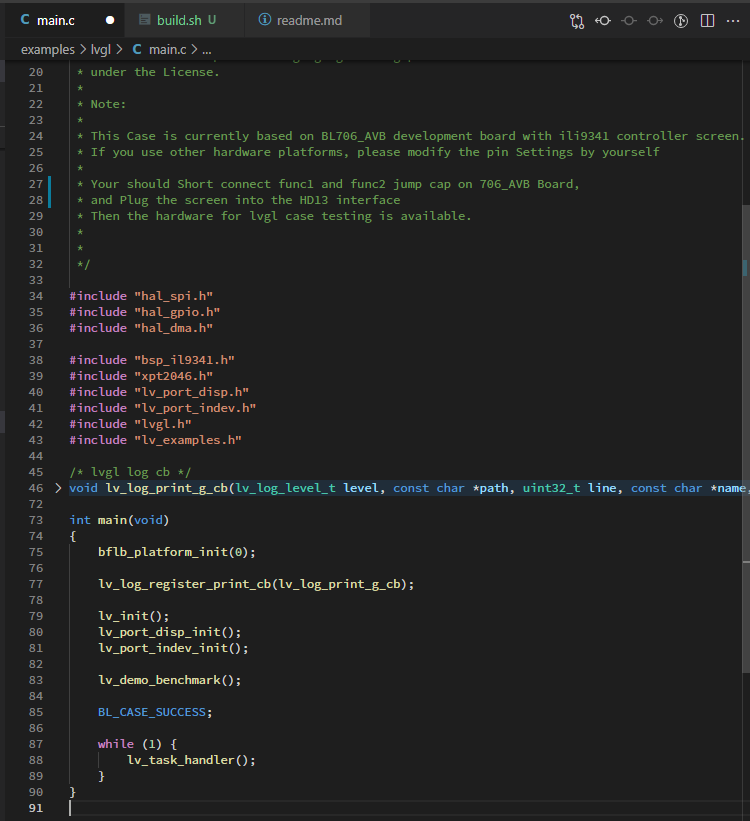 main.c
build.sh U
readme.md
examples > lvgl > C main.c > ...
20 * under the License.
21 *
22 * Note:
23 *
24 * This Case is currently based on BL706_AVB development board with ili9341 controller screen.
25 * If you use other hardware platforms, please modify the pin Settings by yourself
26 *
27 * Your should Short connect func1 and func2 jump cap on 706_AVB Board,
28 * and Plug the screen into the HD13 interface
29 * Then the hardware for lvgl case testing is available.
30 *
31 *
32 */
33
34 #include "hal_spi.h"
35 #include "hal_gpio.h"
36 #include "hal_dma.h"
37
38 #include "bsp_il9341.h"
39 #include "xpt2046.h"
40 #include "lv_port_disp.h"
41 #include "lv_port_indev.h"
42 #include "lvgl.h"
43 #include "lv_examples.h"
44
45 /* lvgl log cb */
46 > void lv_log_print_g_cb(lv_log_level_t level, const char *path, uint32_t line, const char *name,
72
73 int main(void)
74 {
75 bflb_platform_init(0);
76
77 lv_log_register_print_cb(lv_log_print_g_cb);
78
79 lv_init();
80 lv_port_disp_init();
81 lv_port_indev_init();
82
83 lv_demo_benchmark();
84
85 BL_CASE_SUCCESS;
86
87 while (1) {
88 lv_task_handler();
89 }
90 }
91